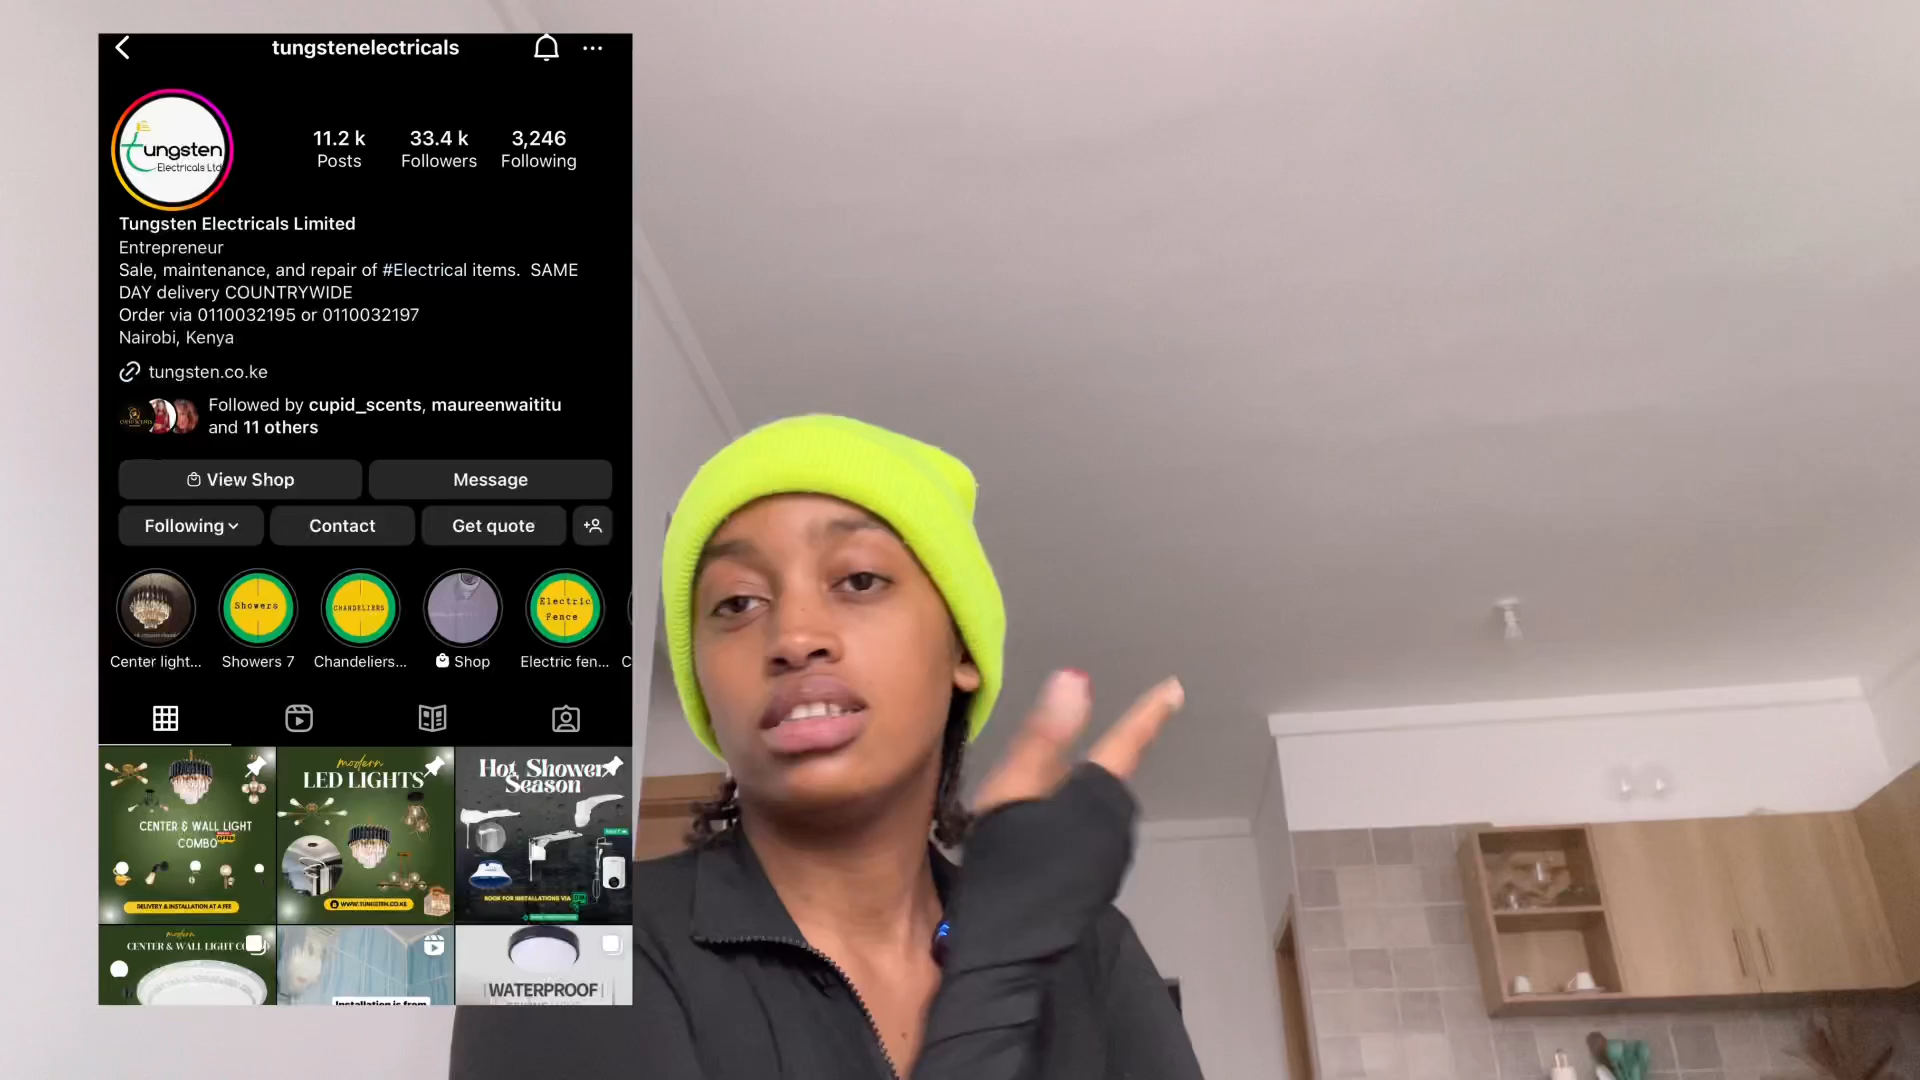 tungstenelectricals
tungsten
Electricals Ltd
11.2 k
33.4 k
3,246
Posts
Followers
Following
Tungsten Electricals Limited
Entrepreneur
Sale, maintenance, and repair of #Electrical items. SAME
DAY delivery COUNTRYWIDE
Order via 0110032195 or 0110032197
Nairobi, Kenya
tungsten.co.ke
Followed by cupid_scents, maureenwaititu
and 11 others
View Shop
Message
Following
Contact
Get quote
Showers
CHANDELIERS
Electric
Fence
Center light...
Showers 7
Chandeliers...
Shop
Electric fen...
C
CENTER & WALL LIGHT
COMBO
OFFER
DELIVERY & INSTALLATION AT A FEE
modern
LED LIGHTS
WWW.TUNGSTEN.CO.KE
Hot Shower
Season
BOOK FOR INSTALLATIONS VIA
modern
CENTER & WALL LIGHT CO
Installation is from
WATERPROOF